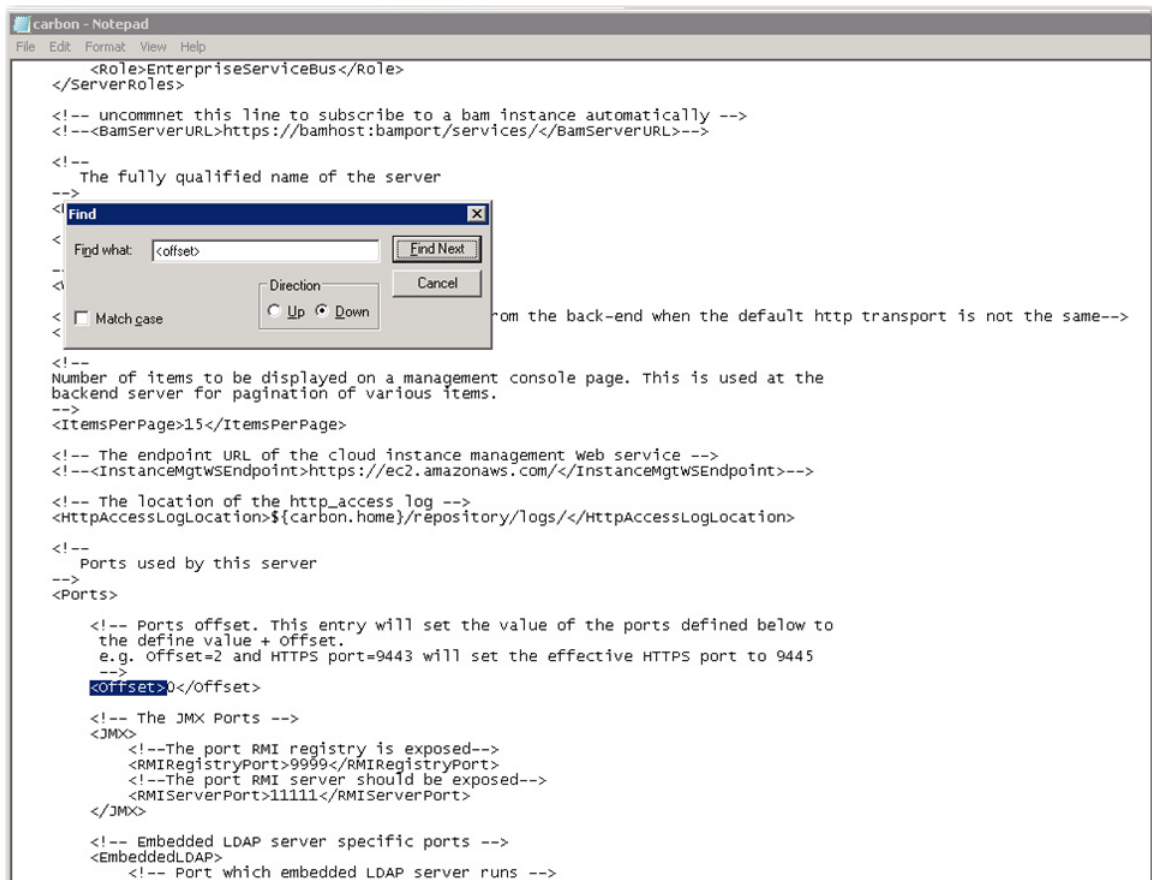 carbon - Notepad
File Edit Format View Help
<Role>EnterpriseServiceBus</Role>
</ServerRoles>
<!-- uncommnet this line to subscribe to a bam instance automatically -->
<!--<BamServerURL>https://bamhost:bamport/services/</BamServerURL>-->
<!--
The fully qualified name of the server
-->
Find
Find what: <offset>
Find Next
Direction
Cancel
Match case
Up Down
rom the back-end when the default http transport is not the same-->
<!--
Number of items to be displayed on a management console page. This is used at the
backend server for pagination of various items.
-->
<ItemsPerPage>15</ItemsPerPage>
<!-- The endpoint URL of the cloud instance management Web service -->
<!--<InstanceMgtWSEndpoint>https://ec2.amazonaws.com/</InstanceMgtWSEndpoint>-->
<!-- The location of the http_access log -->
<HttpAccessLogLocation>${carbon.home}/repository/logs/</HttpAccessLogLocation>
<!--
Ports used by this server
-->
<Ports>
<!-- Ports offset. This entry will set the value of the ports defined below to
the define value + Offset.
e.g. Offset=2 and HTTPS port=9443 will set the effective HTTPS port to 9445
-->
<Offset>0</Offset>
<!-- The JMX Ports -->
<JMX>
<!--The port RMI registry is exposed-->
<RMIRegistryPort>9999</RMIRegistryPort>
<!--The port RMI server should be exposed-->
<RMIServerPort>11111</RMIServerPort>
</JMX>
<!-- Embedded LDAP server specific ports -->
<EmbeddedLDAP>
<!-- Port which embedded LDAP server runs -->